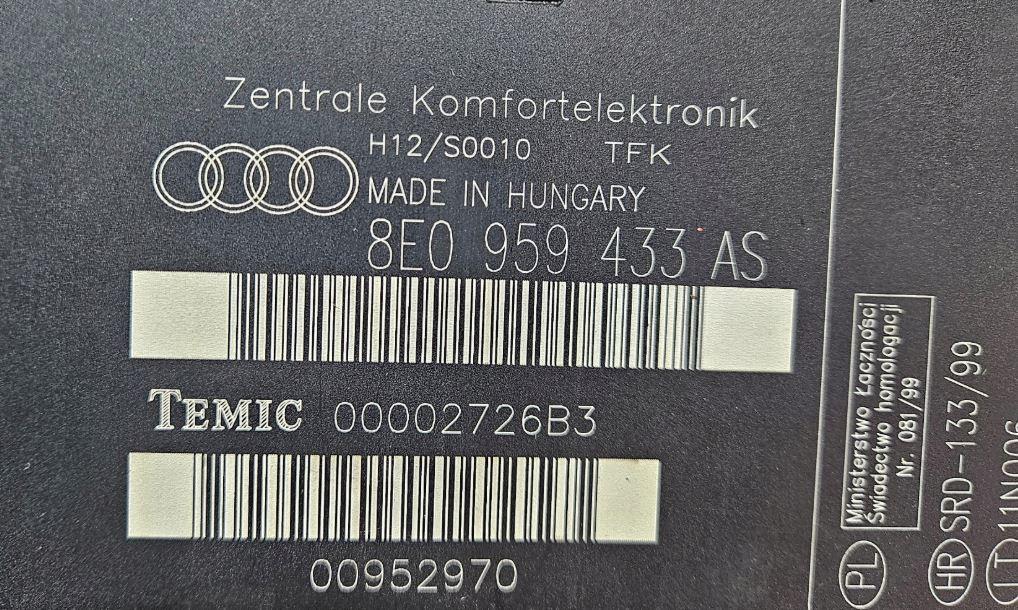 Zentrale Komfortelektronik
H12/S0010 TFK
MADE IN HUNGARY
8E0 959 433 AS
TEMIC 00002726B3
00952970
Ministerstwo Łączności
Świadectwo homologacji
Nr. 081/99
PL
HR SRD-133/99
11N006